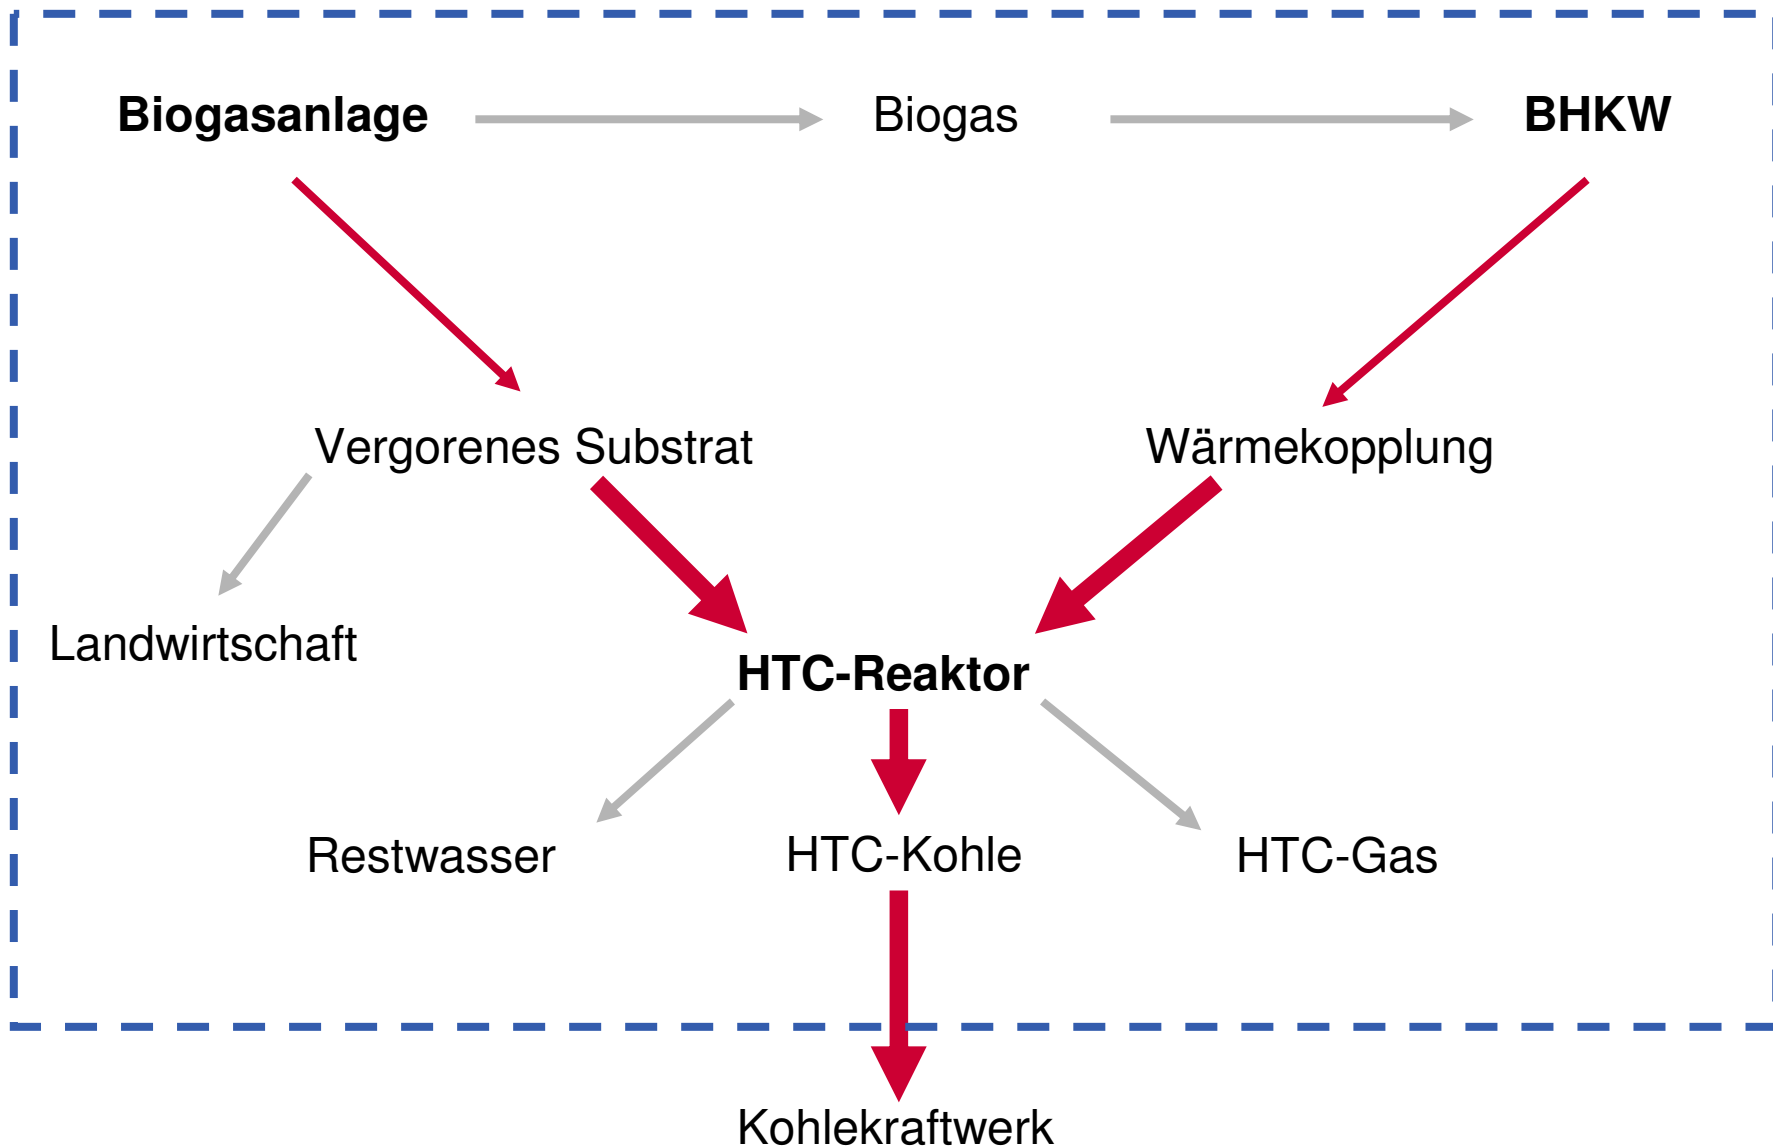 Biogasanlage
Biogas
BHKW
Vergorenes Substrat
Wärmekopplung
Landwirtschaft
HTC-Reaktor
Restwasser
HTC-Kohle
HTC-Gas
Kohlekraftwerk